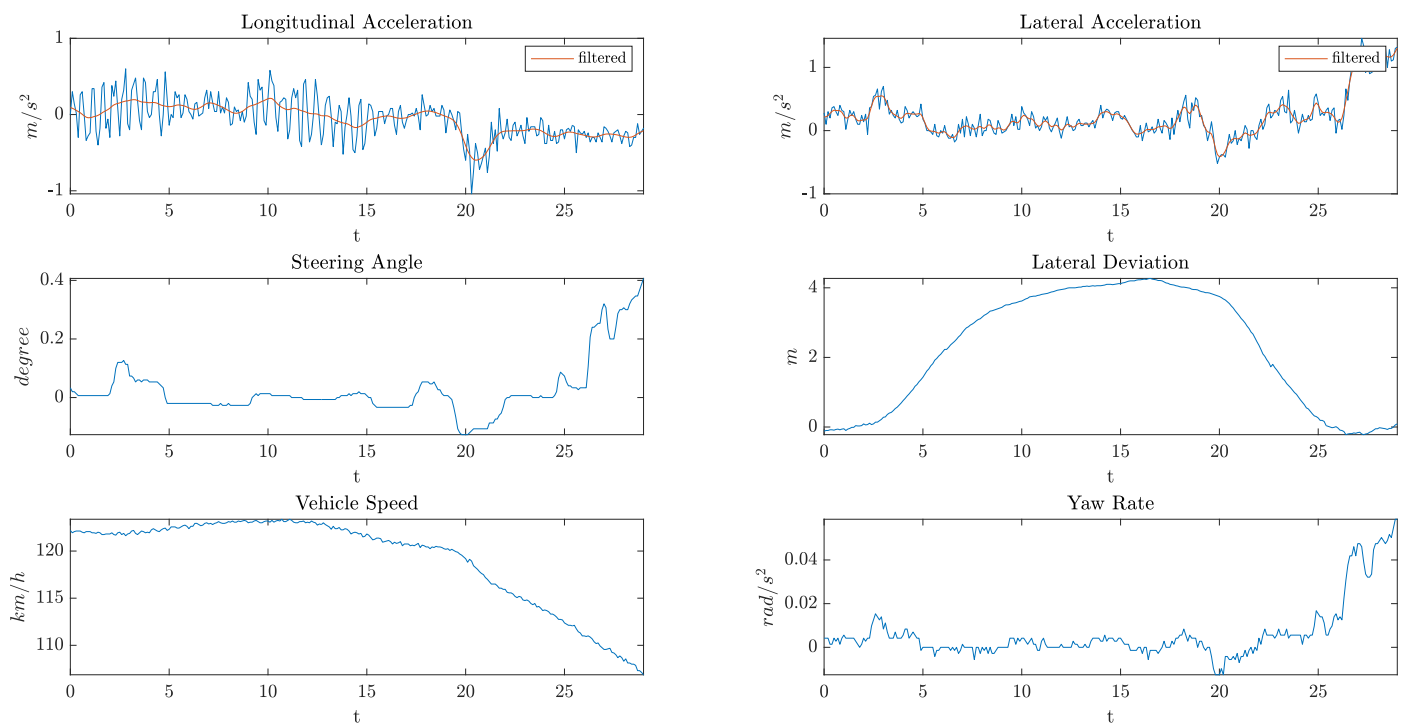 Longitudinal Acceleration
m/s²
1
0
-1
filtered
0 5 10 15 20 25
t
Lateral Acceleration
m/s²
1
0
-1
filtered
0 5 10 15 20 25
t
Steering Angle
degree
0.4
0.2
0
0 5 10 15 20 25
t
Lateral Deviation
m
4
2
0
0 5 10 15 20 25
t
Vehicle Speed
km/h
120
115
110
0 5 10 15 20 25
t
Yaw Rate
rad/s²
0.04
0.02
0
0 5 10 15 20 25
t